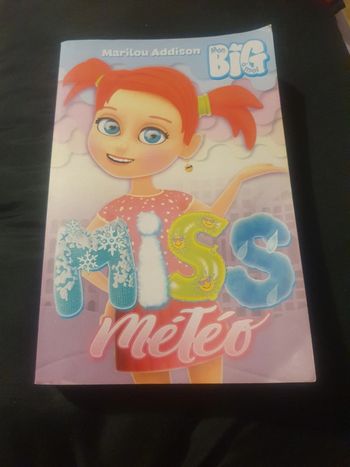 Marilou Addison
Mon
BIG
à moi
MISS
MéTéo